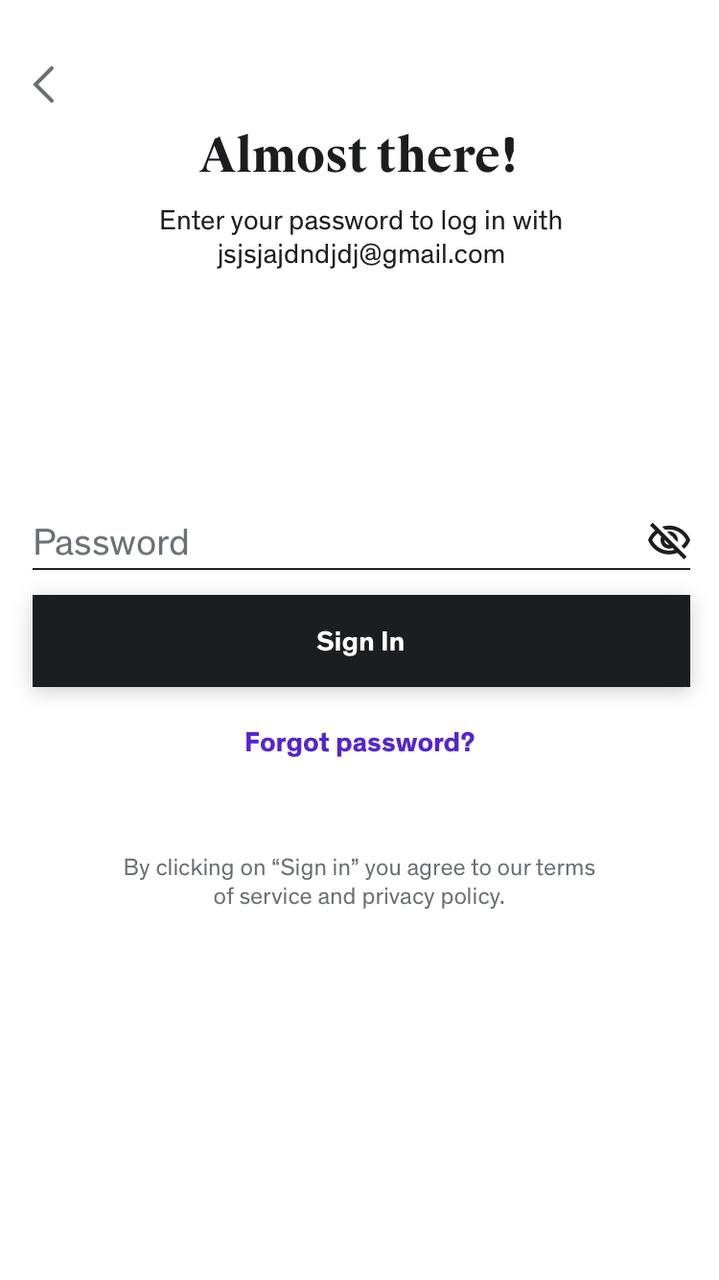 Almost there!
Enter your password to log in with
jsjsjajdndjdj@gmail.com
Password
Sign In
Forgot password?
By clicking on “Sign in” you agree to our terms
of service and privacy policy.